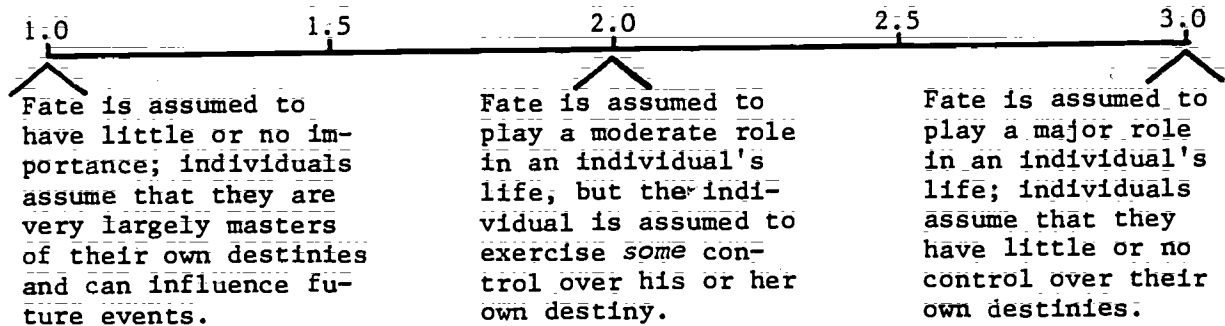 1.0 1.5 2.0 2.5 3.0
Fate is assumed to
have little or no im-
portance; individuals
assume that they are
very largely masters
of their own destinies
and can influence fu-
ture events.
Fate is assumed to
play a moderate role
in an individual's
life, but the indi-
vidual is assumed to
exercise some con-
trol over his or her
own destiny.
Fate is assumed to
play a major role
in an individual's
life; individuals
assume that they
have little or no
control over their
own destinies.